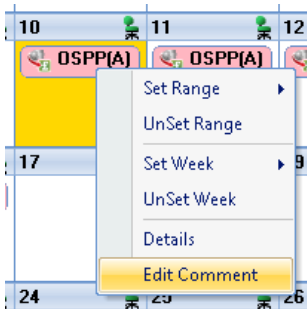 10 11 12
OSPP(A) OSPP(A)
Set Range
UnSet Range
17 Set Week 9
UnSet Week
Details
Edit Comment
24 25 26